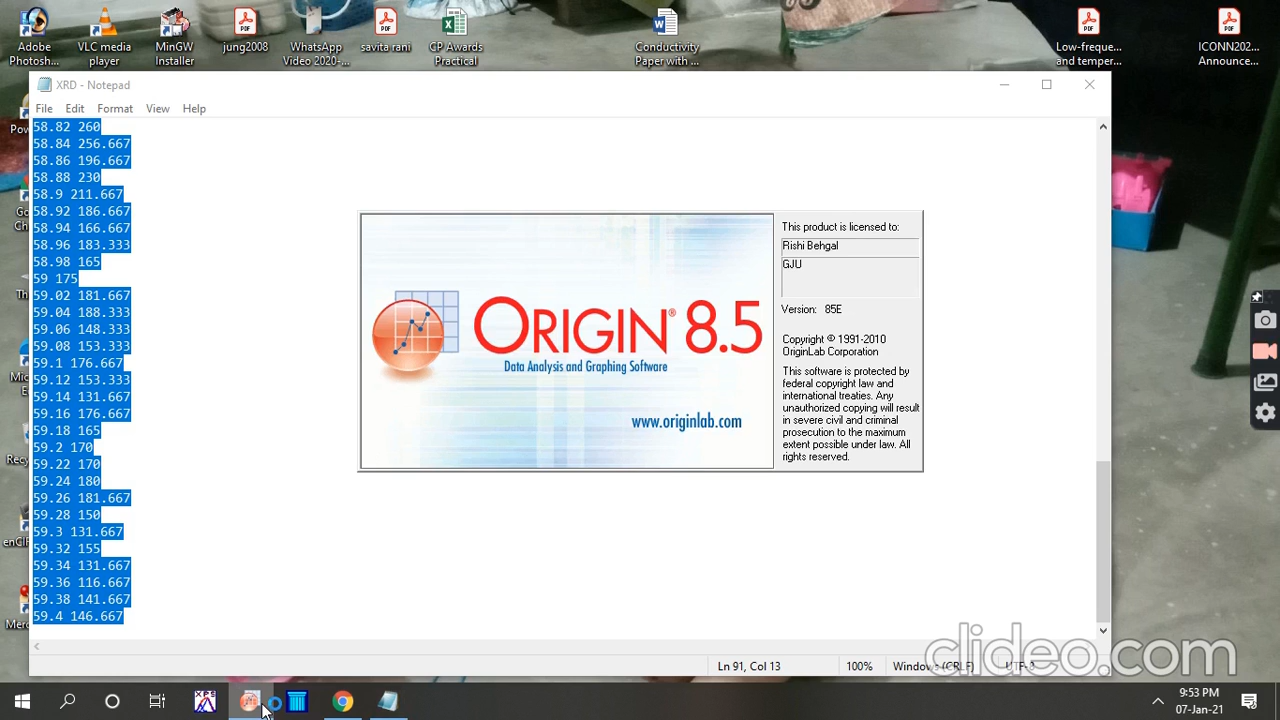 Adobe Photosh...
VLC media player
MinGW Installer
jung2008
WhatsApp Video 2020-...
savita rani
CP Awards Practical
Conductivity Paper with ...
Low-freque... and temper...
ICONN202... Announce...
XRD - Notepad
File Edit Format View Help
58.82 260
58.84 256.667
58.86 196.667
58.88 230
58.9 211.667
58.92 186.667
58.94 166.667
58.96 183.333
58.98 165
59 175
59.02 181.667
59.04 188.333
59.06 148.333
59.08 153.333
59.1 176.667
59.12 153.333
59.14 131.667
59.16 176.667
59.18 165
59.2 170
59.22 170
59.24 180
59.26 181.667
59.28 150
59.3 131.667
59.32 155
59.34 131.667
59.36 116.667
59.38 141.667
59.4 146.667
ORIGIN® 8.5
Data Analysis and Graphing Software
www.originlab.com
This product is licensed to:
Rishi Behgal
GJU
Version: 85E
Copyright © 1991-2010
OriginLab Corporation
This software is protected by
federal copyright law and
international treaties. Any
unauthorized copying will result
in severe civil and criminal
prosecution to the maximum
extent possible under law. All
rights reserved.
Ln 91, Col 13 100% Windows (CRLF) UTF-8
clideo.com
9:53 PM
07-Jan-21